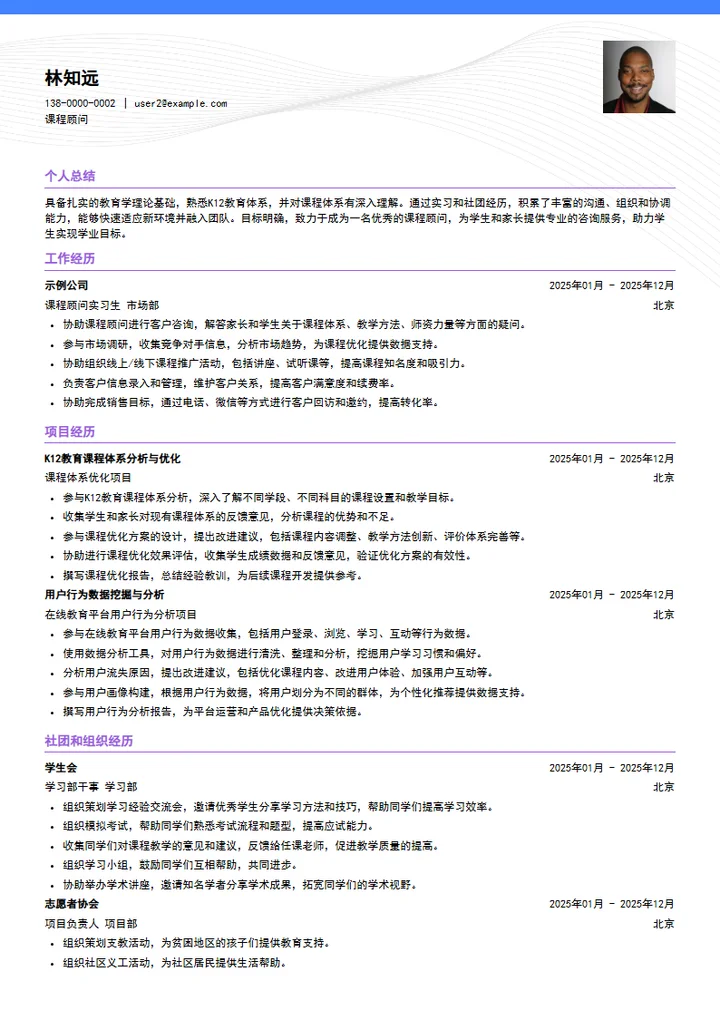 林知远
138-0000-0002 | user2@example.com
课程顾问
个人总结
具备扎实的教育学理论基础，熟悉K12教育体系，并对课程体系有深入理解。通过实习和社团经历，积累了丰富的沟通、组织和协调
能力，能够快速适应新环境并融入团队。目标明确，致力于成为一名优秀的课程顾问，为学生和家长提供专业的咨询服务，助力学
生实现学业目标。
工作经历
示例公司 2025年01月 - 2025年12月
课程顾问实习生 市场部 北京
• 协助课程顾问进行客户咨询，解答家长和学生关于课程体系、教学方法、师资力量等方面的疑问。
• 参与市场调研，收集竞争对手信息，分析市场趋势，为课程优化提供数据支持。
• 协助组织线上/线下课程推广活动，包括讲座、试听课等，提高课程知名度和吸引力。
• 负责客户信息录入和管理，维护客户关系，提高客户满意度和续费率。
• 协助完成销售目标，通过电话、微信等方式进行客户回访和邀约，提高转化率。
项目经历
K12教育课程体系分析与优化 2025年01月 - 2025年12月
课程体系优化项目 北京
• 参与K12教育课程体系分析，深入了解不同学段、不同科目的课程设置和教学目标。
• 收集学生和家长对现有课程体系的反馈意见，分析课程的优势和不足。
• 参与课程优化方案的设计，提出改进建议，包括课程内容调整、教学方法创新、评价体系完善等。
• 协助进行课程优化效果评估，收集学生成绩数据和反馈意见，验证优化方案的有效性。
• 撰写课程优化报告，总结经验教训，为后续课程开发提供参考。
用户行为数据挖掘与分析 2025年01月 - 2025年12月
在线教育平台用户行为分析项目 北京
• 参与在线教育平台用户行为数据收集，包括用户登录、浏览、学习、互动等行为数据。
• 使用数据分析工具，对用户行为数据进行清洗、整理和分析，挖掘用户学习习惯和偏好。
• 分析用户流失原因，提出改进建议，包括优化课程内容、改进用户体验、加强用户互动等。
• 参与用户画像构建，根据用户行为数据，将用户划分为不同的群体，为个性化推荐提供数据支持。
• 撰写用户行为分析报告，为平台运营和产品优化提供决策依据。
社团和组织经历
学生会 2025年01月 - 2025年12月
学习部干事 学习部 北京
• 组织策划学习经验交流会，邀请优秀学生分享学习方法和技巧，帮助同学们提高学习效率。
• 组织模拟考试，帮助同学们熟悉考试流程和题型，提高应试能力。
• 收集同学们对课程教学的意见和建议，反馈给任课老师，促进教学质量的提高。
• 组织学习小组，鼓励同学们互相帮助，共同进步。
• 协助举办学术讲座，邀请知名学者分享学术成果，拓宽同学们的学术视野。
志愿者协会 2025年01月 - 2025年12月
项目负责人 项目部 北京
• 组织策划支教活动，为贫困地区的孩子们提供教育支持。
• 组织社区义工活动，为社区居民提供生活帮助。